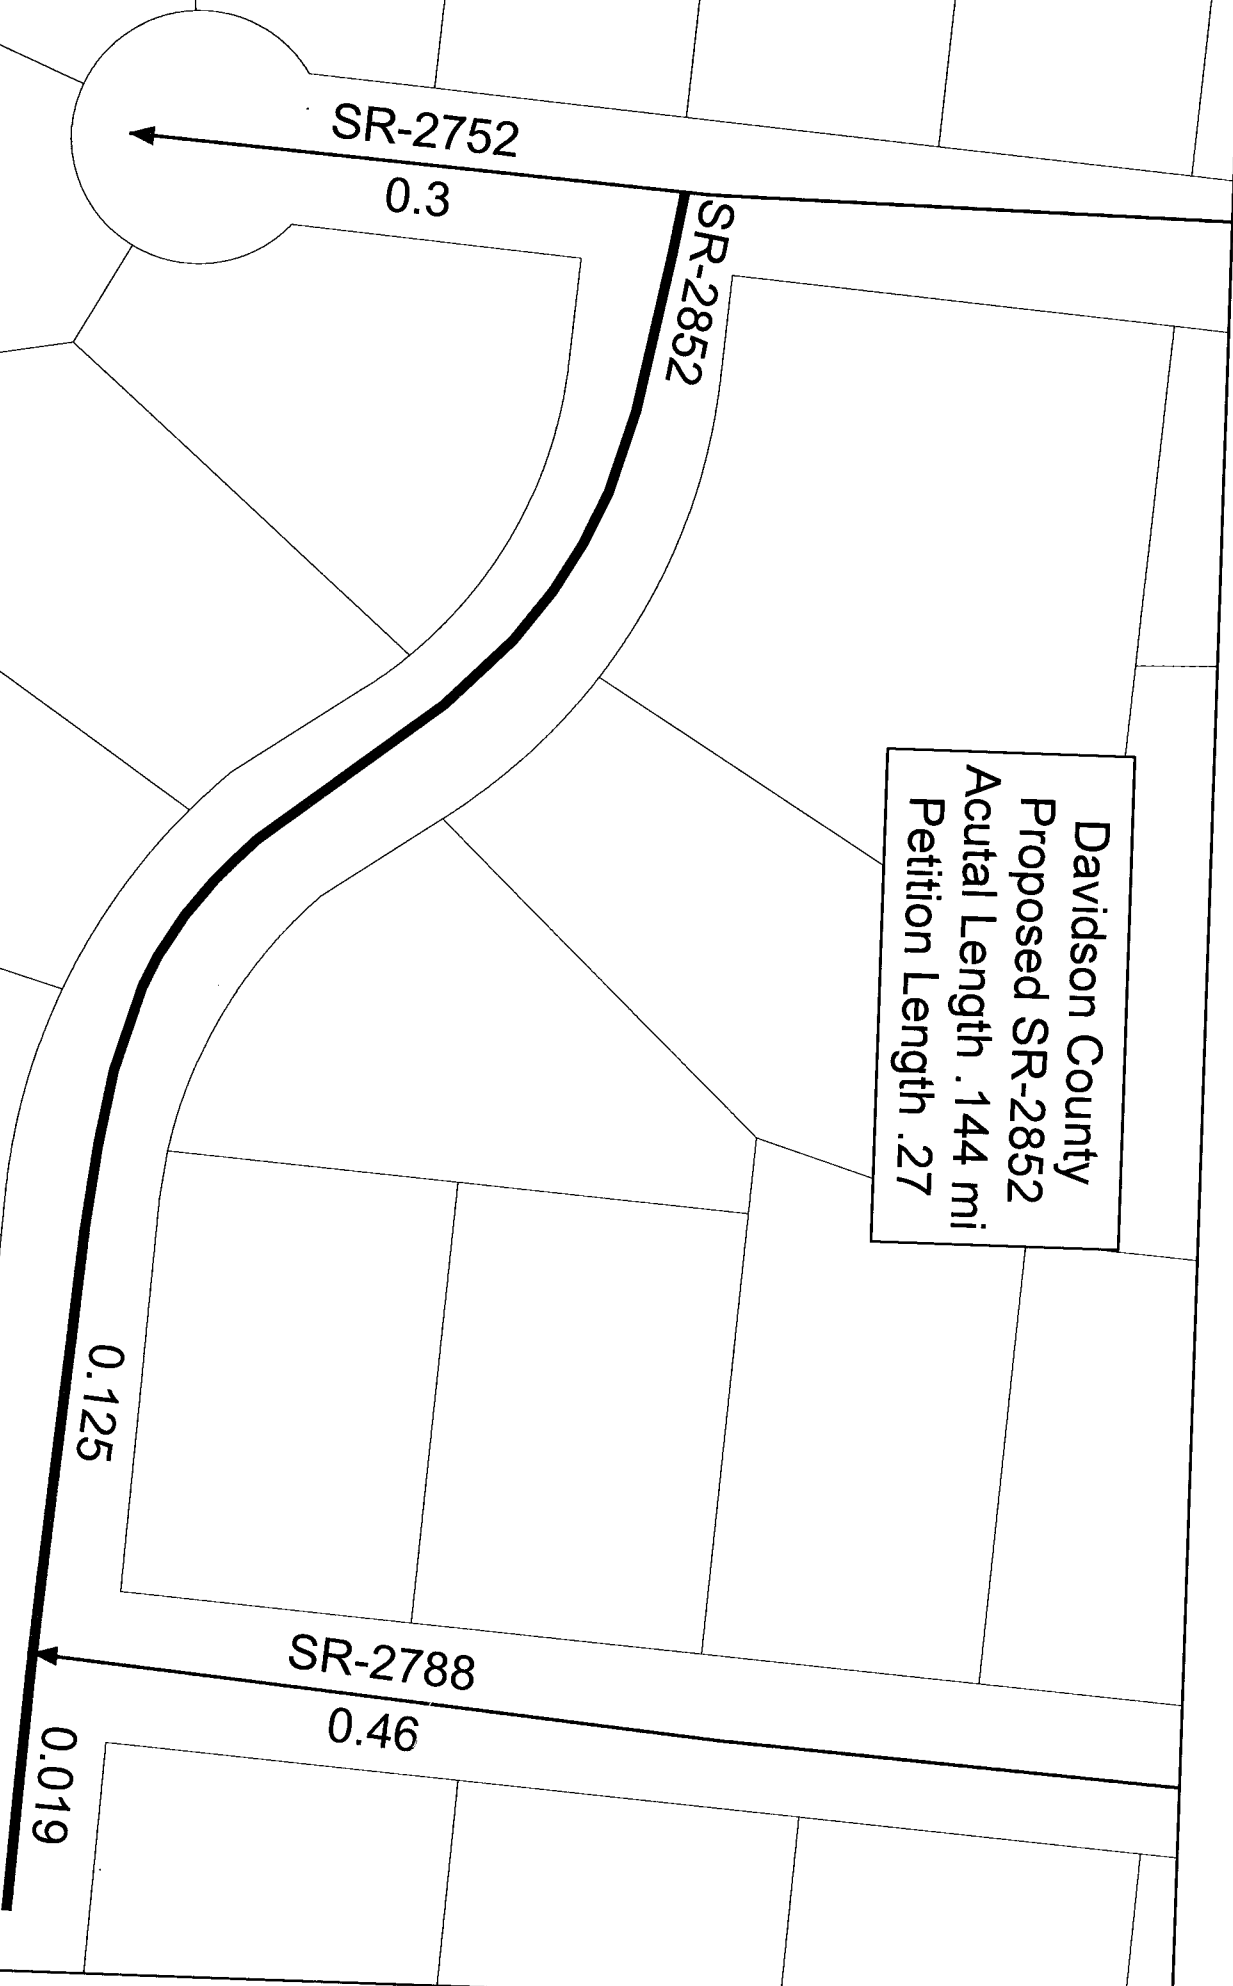 SR-2752
0.3
SR-2852
Davidson County
Proposed SR-2852
Acutal Length .144 mi
Petition Length .27
0.125
SR-2788
0.46
0.019